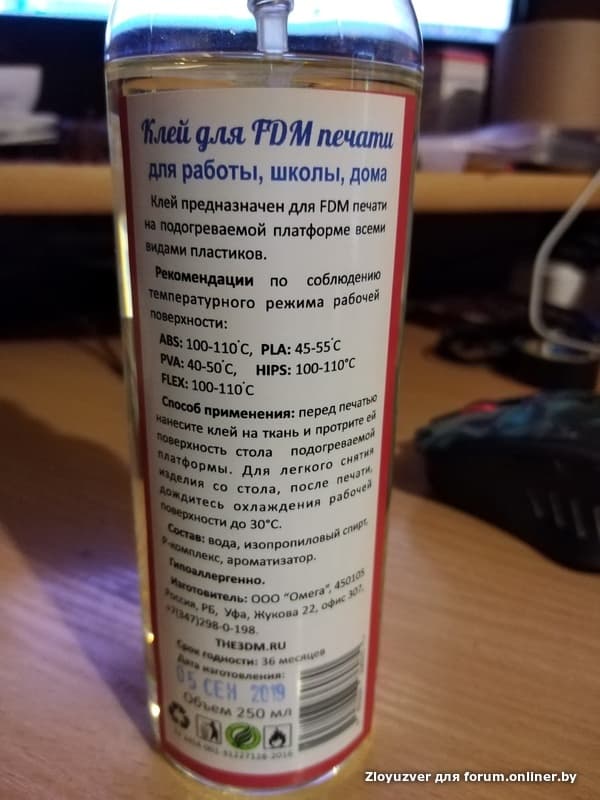 Клей для FDM печати
для работы, школы, дома
Клей предназначен для FDM печати
на подогреваемой платформе всеми
видами пластиков.
Рекомендации по соблюдению
температурного режима рабочей
поверхности:
ABS: 100-110°C, PLA: 45-55°C
PVA: 40-50°C, HIPS: 100-110°C
FLEX: 100-110°C
Способ применения: перед печатью
нанесите клей на ткань и протрите ей
поверхность стола подогреваемой
платформы. Для легкого снятия
изделия со стола, после печати,
дождитесь охлаждения рабочей
поверхности до 30°C.
Состав: вода, изопропиловый спирт,
P-комплекс, ароматизатор.
Гипоаллергенно.
Изготовитель: ООО "Омега", 450105
Россия, РБ, Уфа, Жукова 22, офис 307,
+7(347)298-0-198.
THE3DM.RU
Срок годности: 36 месяцев
Дата изготовления:
05 СЕН 2019
Объем 250 мл
Zloyuzver для forum.onliner.by